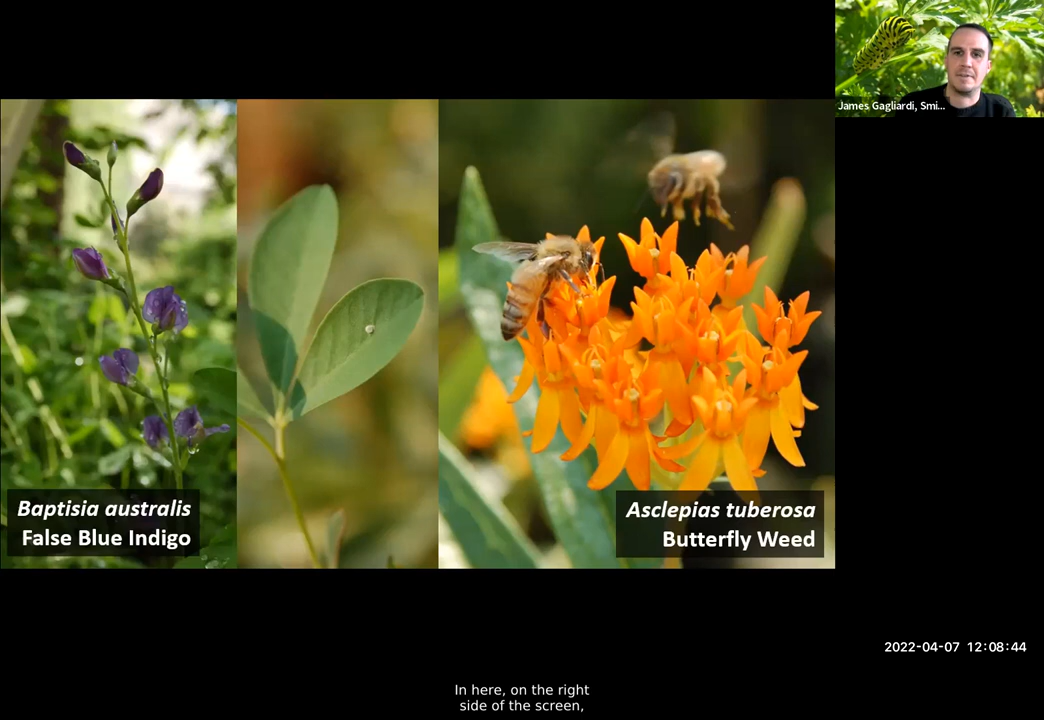 James Gagliardi, Smi...
Baptisia australis
False Blue Indigo
Asclepias tuberosa
Butterfly Weed
2022-04-07 12:08:44
In here, on the right
side of the screen,